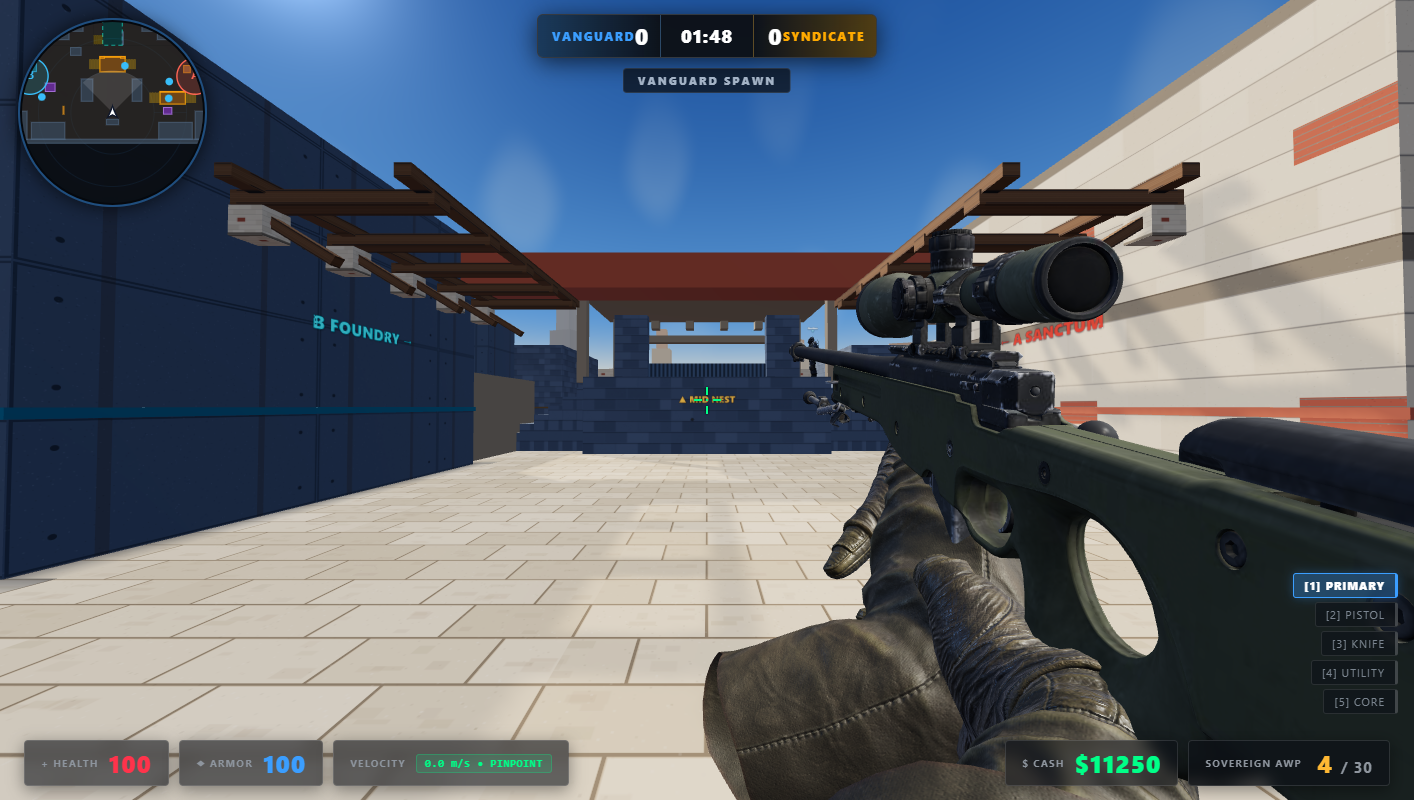 VANGUARD 0
01:48
0 SYNDICATE
VANGUARD SPAWN
B FOUNDRY →
A SANCTUM
▲ MID NEST
[1] PRIMARY
[2] PISTOL
[3] KNIFE
[4] UTILITY
[5] CORE
+ HEALTH 100
◆ ARMOR 100
VELOCITY 0.0 m/s • PINPOINT
$ CASH $11250
SOVEREIGN AWP 4 / 30